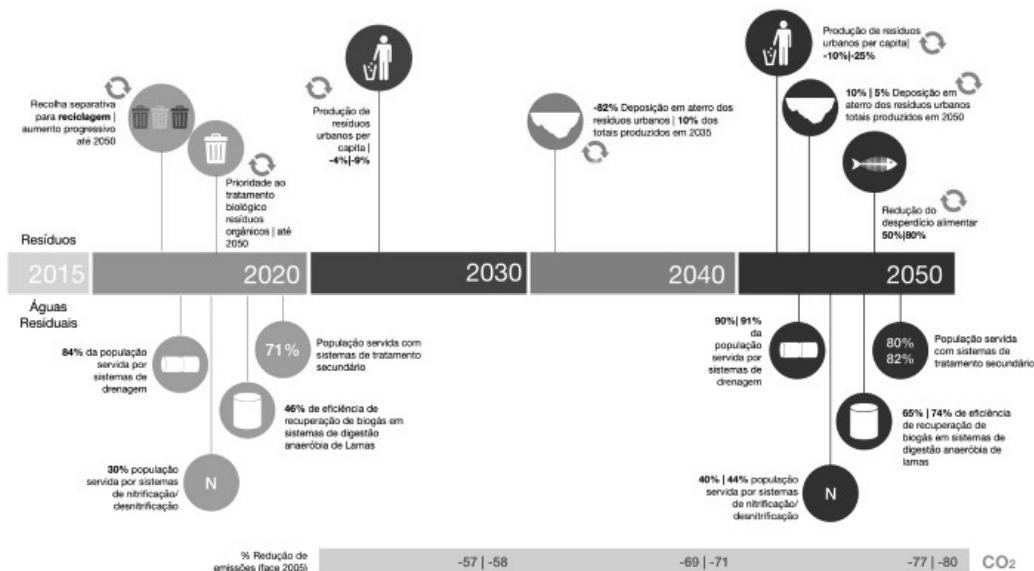 Recolha separativa
para reciclagem |
aumento progressivo
até 2050
Prioridade ao
tratamento
biológico
resíduos
orgânicos | até
2050
Produção de
resíduos
urbanos per
capita |
-4%|-9%
-82% Deposição em aterro dos
resíduos urbanos | 10% dos
totais produzidos em 2035
Produção de resíduos
urbanos per capita|
-10%|-25%
10% | 5% Deposição em
aterro dos resíduos urbanos
totais produzidos em 2050
Redução do
desperdício alimentar
50%|80%
Resíduos
2015
2020
2030
2040
2050
Águas
Residuais
84% da população
servida por
sistemas de
drenagem
71%
População servida com
sistemas de tratamento
secundário
46% de eficiência de
recuperação de biogás em
sistemas de digestão
anaeróbia de Lamas
30% população
servida por sistemas
de nitrificação/
desnitrificação
N
90%| 91%
da
população
servida por
sistemas de
drenagem
80%
82%
População servida
com sistemas de
tratamento secundário
65% | 74% de eficiência
de recuperação de
biogás em sistemas de
digestão anaeróbia de
lamas
40% | 44% população
servida por sistemas
de nitrificação/
desnitrificação
N
% Redução de
emissões (face 2005)
-57 | -58
-69 | -71
-77 | -80
CO₂